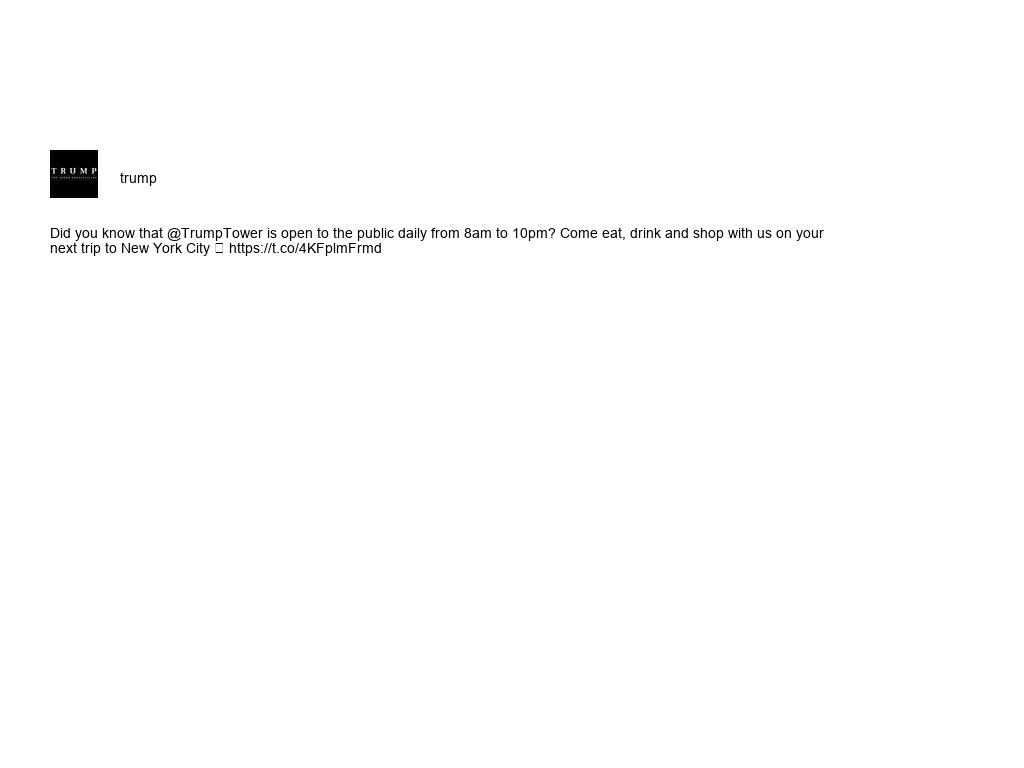 TRUMP
trump
Did you know that @TrumpTower is open to the public daily from 8am to 10pm? Come eat, drink and shop with us on your
next trip to New York City https://t.co/4KFplmFrmd